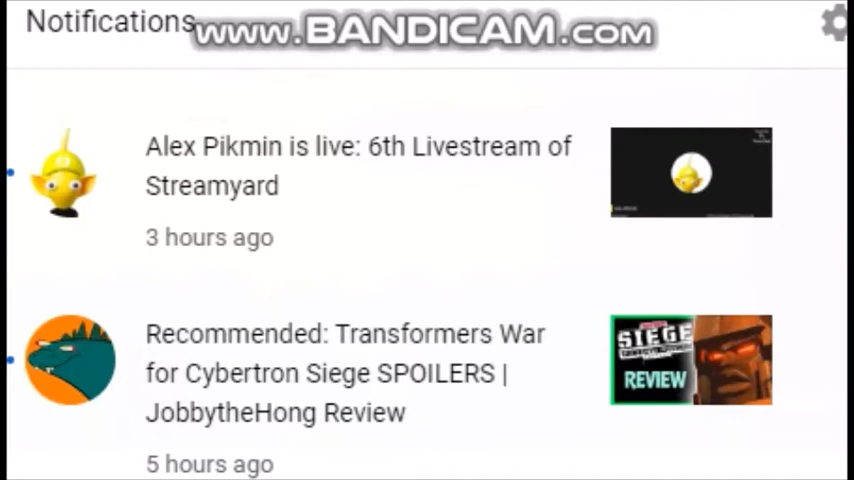 Notifications
www.BANDICAM.com
Alex Pikmin is live: 6th Livestream of
Streamyard
3 hours ago
Recommended: Transformers War
for Cybertron Siege SPOILERS |
JobbytheHong Review
5 hours ago
SIEGE
REVIEW